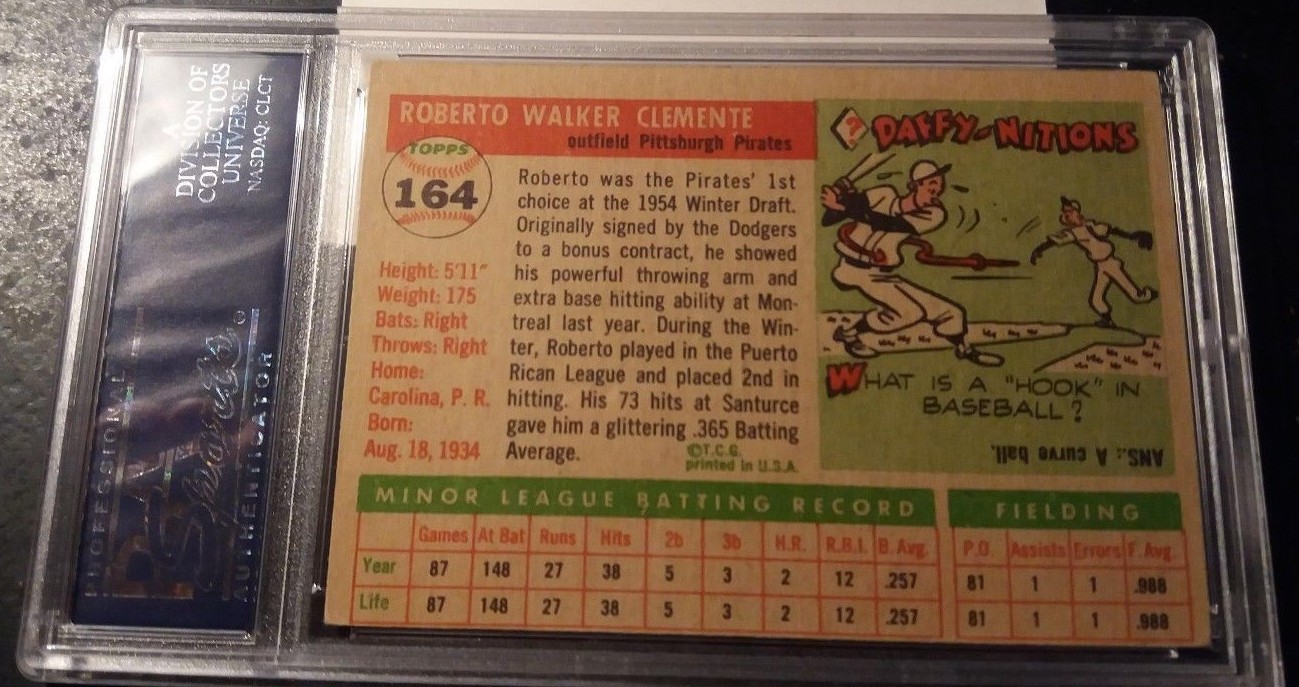 A
DIVISION OF
COLLECTORS
UNIVERSE
NASDAQ: CLCT
PROFESSIONAL
AUTHENTICATOR
ROBERTO WALKER CLEMENTE
outfield Pittsburgh Pirates
TOPPS
164
Height: 5'11"
Weight: 175
Bats: Right
Throws: Right
Home:
Carolina, P. R.
Born:
Aug. 18, 1934
Roberto was the Pirates' 1st
choice at the 1954 Winter Draft.
Originally signed by the Dodgers
to a bonus contract, he showed
his powerful throwing arm and
extra base hitting ability at Mon-
treal last year. During the Win-
ter, Roberto played in the Puerto
Rican League and placed 2nd in
hitting. His 73 hits at Santurce
gave him a glittering .365 Batting
Average.
©T.C.G.
printed in U.S.A.
? DAFFY-NITIONS
WHAT IS A "HOOK" IN
BASEBALL?
ANS.: A curve ball.
MINOR LEAGUE BATTING RECORD
Games At Bat Runs Hits 2b 3b H.R. R.B.I. B. Avg.
Year 87 148 27 38 5 3 2 12 .257
Life 87 148 27 38 5 3 2 12 .257
FIELDING
P.O. Assists Errors F. Avg.
81 1 1 .988
81 1 1 .988